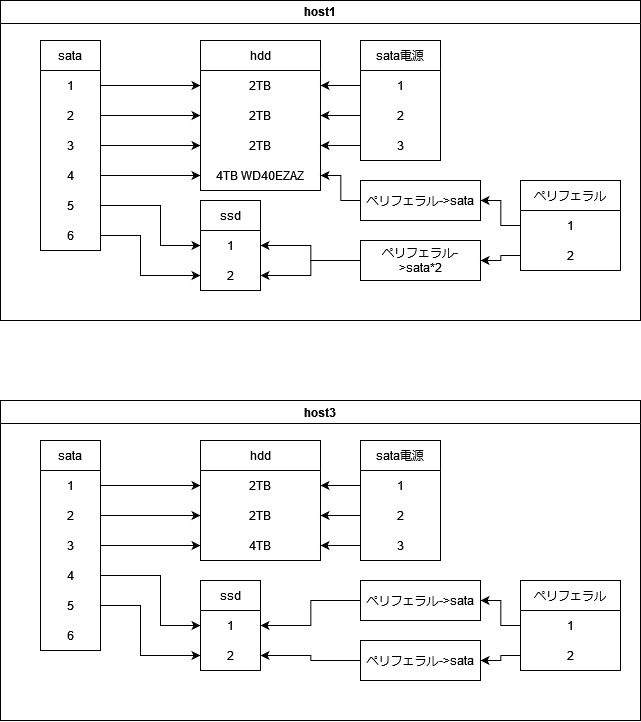 host1
sata
1
2
3
4
5
6
hdd
2TB
2TB
2TB
4TB WD40EZAZ
sata電源
1
2
3
ssd
1
2
ペリフェラル->sata
ペリフェラル-
>sata*2
ペリフェラル
1
2
host3
sata
1
2
3
4
5
6
hdd
2TB
2TB
4TB
sata電源
1
2
3
ssd
1
2
ペリフェラル->sata
ペリフェラル->sata
ペリフェラル
1
2